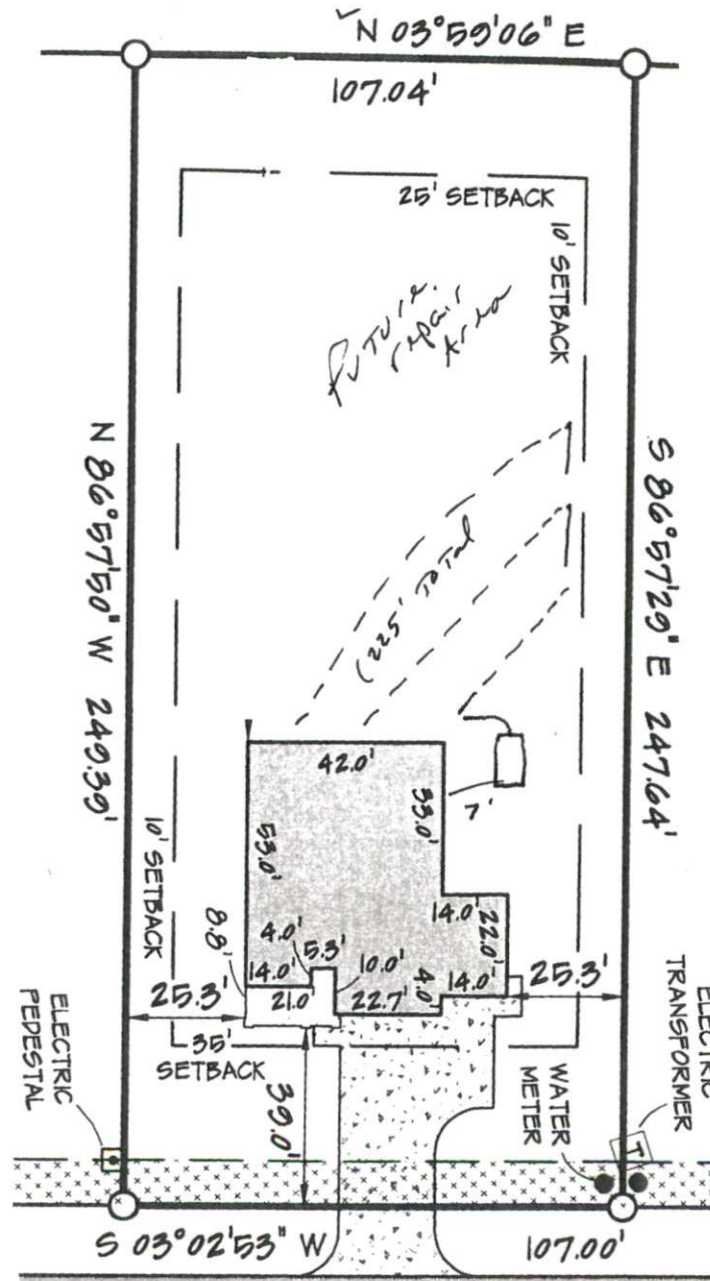 N 03°59'06" E
107.04'
25' SETBACK
10' SETBACK
FUTURE
repair
Area
N 86°57'50" W 249.39'
S 86°57'29" E 247.64'
(225' TOTal
42.0'
33.0'
7'
53.0'
10' SETBACK
8.8'
4.0'
5.3'
14.0'
22.0'
14.0'
10.0'
4.0'
14.0'
25.3'
21.0'
22.7'
25.3'
35'
SETBACK
39.0'
ELECTRIC
PEDESTAL
WATER
METER
ELECTRIC
TRANSFORMER
T
S 03°02'53" W
107.00'